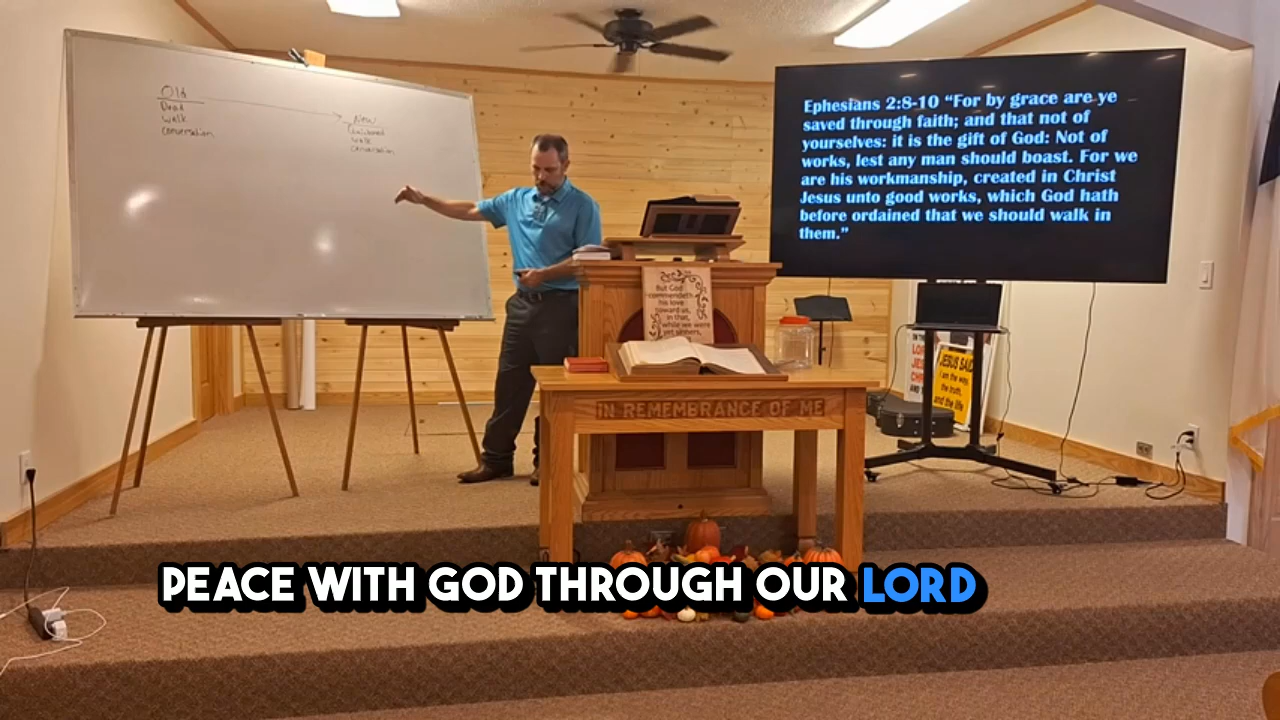 Old
Dead
Walk
Conversation
New
Walk
Conversation
Ephesians 2:8-10 “For by grace are ye
saved through faith; and that not of
yourselves: it is the gift of God: Not of
works, lest any man should boast. For we
are his workmanship, created in Christ
Jesus unto good works, which God hath
before ordained that we should walk in
them.”
But God
commendeth
his love
toward us,
in that,
while we were
yet sinners,
IN REMEMBRANCE OF ME
JESUS SAID
I am the way,
the truth,
and the life
PEACE WITH GOD THROUGH OUR LORD